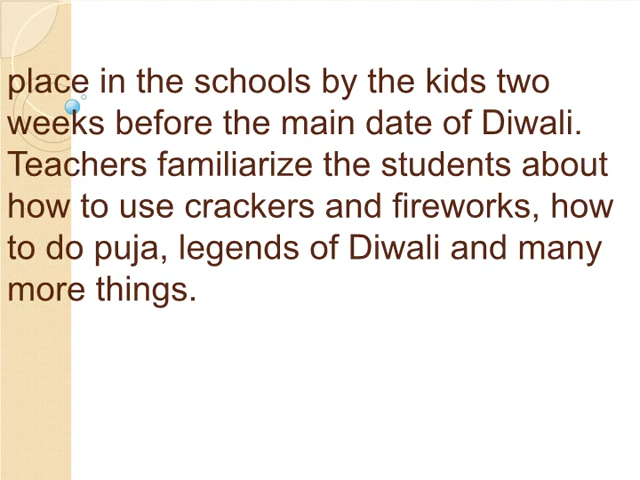 place in the schools by the kids two
weeks before the main date of Diwali.
Teachers familiarize the students about
how to use crackers and fireworks, how
to do puja, legends of Diwali and many
more things.